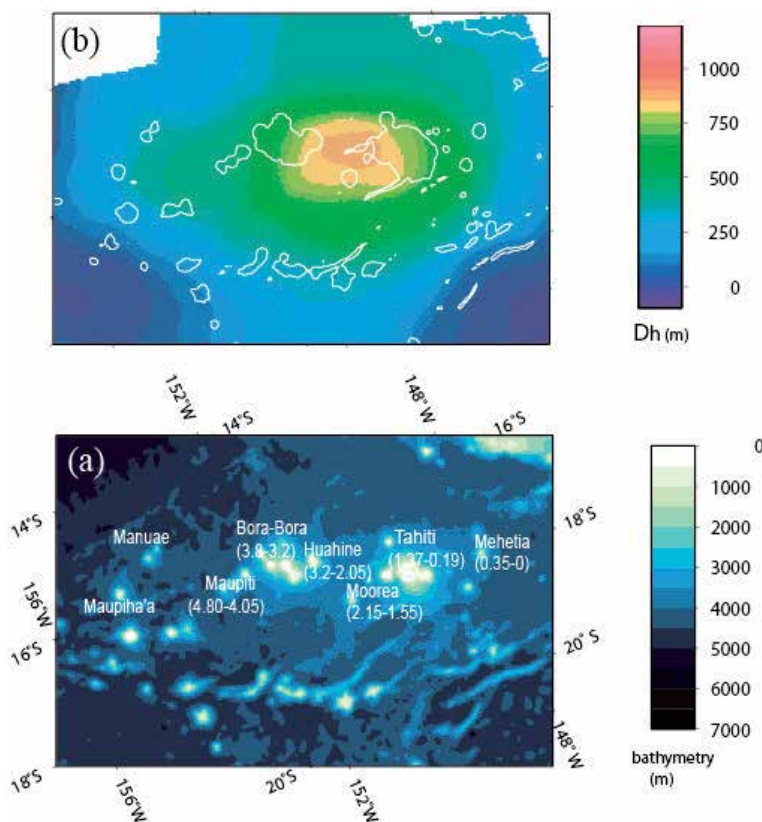 (b)
1000
750
500
250
0
Dh (m)
152°W
14°S
148°W
16°S
(a)
0
1000
2000
3000
4000
5000
6000
7000
bathymetry
(m)
14°S
18°S
Manuae
Bora-Bora
(3.8-3.2)
Huahine
(3.2-2.05)
Tahiti
(1.37-0.19)
Mehetia
(0.35-0)
Maupiti
(4.80-4.05)
Moorea
(2.15-1.55)
156°W
Maupiha'a
16°S
20°S
18°S
156°W
20°S
152°W
148°W